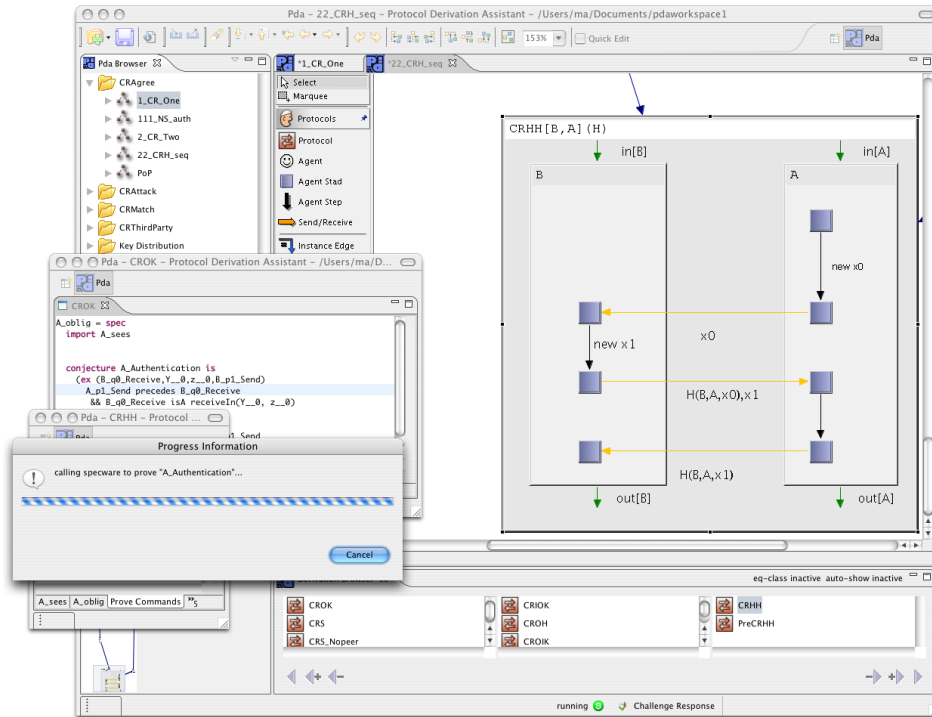 Pda - 22_CRH_seq - Protocol Derivation Assistant - /Users/ma/Documents/pdaworkspace1
153%
Quick Edit
Pda
Pda Browser
CRAgree
1_CR_One
111_NS_auth
2_CR_Two
22_CRH_seq
PoP
CRAttack
CRMatch
CRThirdParty
Key Distribution
*1_CR_One
*22_CRH_seq
Select
Marquee
Protocols
Protocol
Agent
Agent Stad
Agent Step
Send/Receive
Instance Edge
CRHH[B,A](H)
in[B]
in[A]
B
A
new x0
x0
new x1
H(B,A,x0),x1
H(B,A,x1)
out[B]
out[A]
Pda - CROK - Protocol Derivation Assistant - /Users/ma/D...
Pda
CROK
A_oblig = spec
import A_sees
conjecture A_Authentication is
(ex (B_q0_Receive,Y__0,z__0,B_p1_Send)
A_p1_Send precedes B_q0_Receive
&& B_q0_Receive isA receiveIn(Y__0, z__0)
Pda - CRHH - Protocol ...
Progress Information
calling specware to prove "A_Authentication"...
Cancel
A_sees
A_oblig
Prove Commands
»5
eq-class inactive auto-show inactive
CROK
CRS
CRS_Nopeer
CRIOK
CROH
CROIK
CRHH
PreCRHH
running
9
Challenge Response